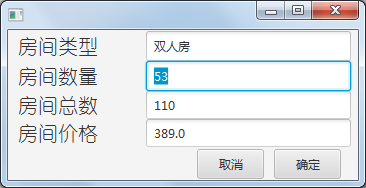 房间类型 双人房
房间数量 53
房间总数 110
房间价格 389.0
取消 确定